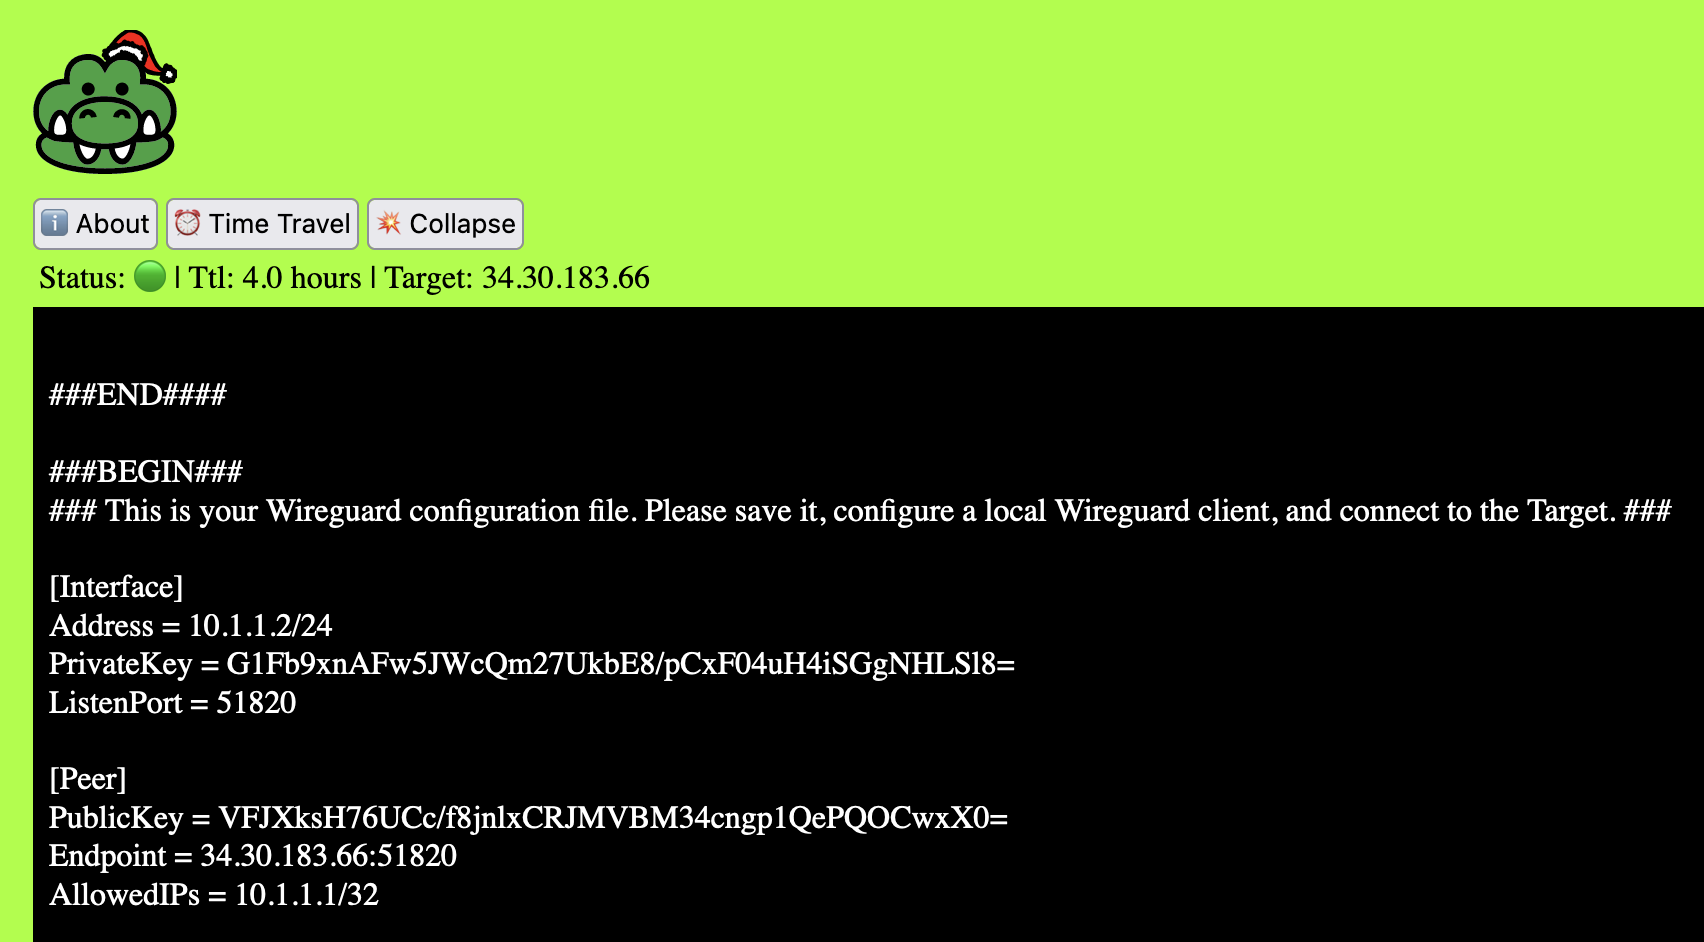 About Time Travel Collapse
Status: | Ttl: 4.0 hours | Target: 34.30.183.66
###END####
###BEGIN###
### This is your Wireguard configuration file. Please save it, configure a local Wireguard client, and connect to the Target. ###
[Interface]
Address = 10.1.1.2/24
PrivateKey = G1Fb9xnAFw5JWcQm27UkbE8/pCxF04uH4iSGgNHLSl8=
ListenPort = 51820
[Peer]
PublicKey = VFJXksH76UCc/f8jnlxCRJMVBM34cngp1QePQOCwxX0=
Endpoint = 34.30.183.66:51820
AllowedIPs = 10.1.1.1/32